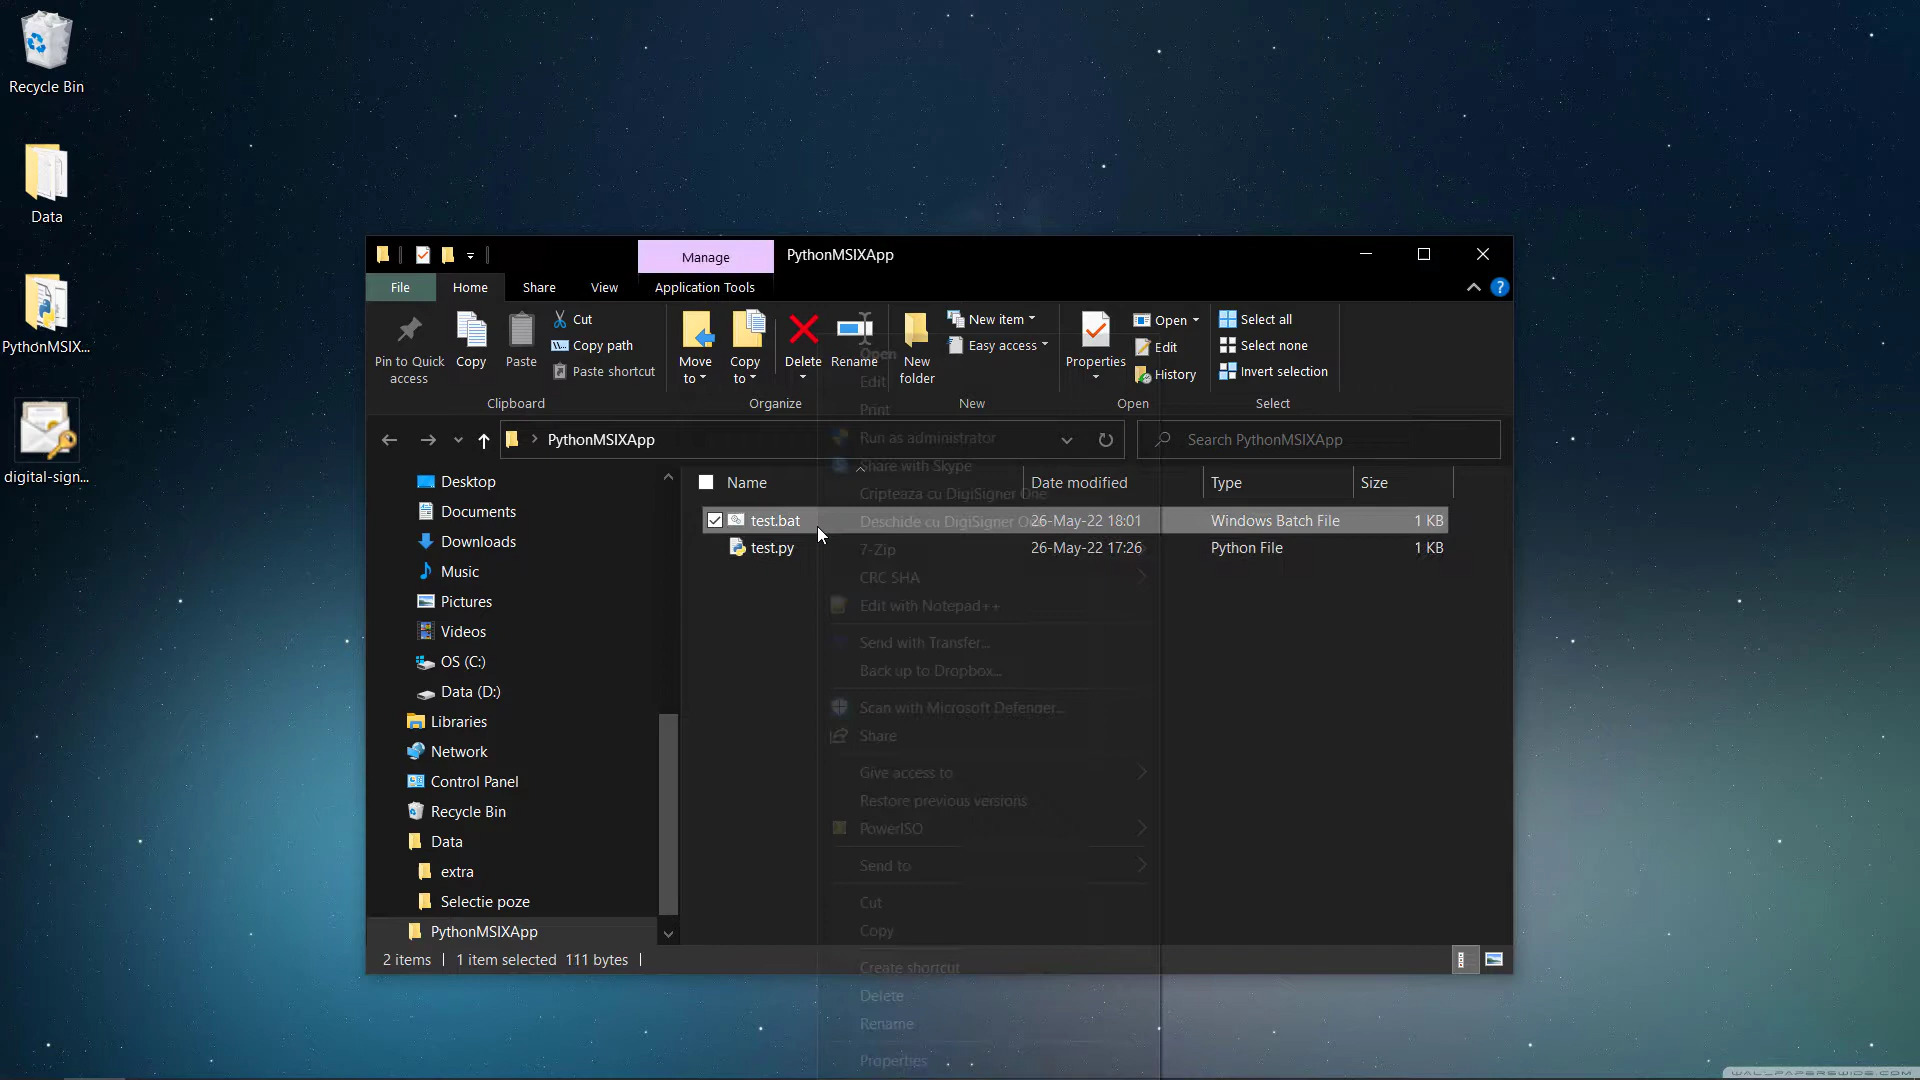 Recycle Bin
Data
PythonMSIX...
digital-sign...
Manage
PythonMSIXApp
File
Home
Share
View
Application Tools
Pin to Quick access
Copy
Paste
Cut
Copy path
Paste shortcut
Clipboard
Move to
Copy to
Delete
Rename
Organize
New folder
New item
Easy access
New
Properties
Open
Edit
History
Open
Select all
Select none
Invert selection
Select
PythonMSIXApp
Search PythonMSIXApp
Desktop
Documents
Downloads
Music
Pictures
Videos
OS (C:)
Data (D:)
Libraries
Network
Control Panel
Recycle Bin
Data
extra
Selectie poze
PythonMSIXApp
Name
Date modified
Type
Size
test.bat
26-May-22 18:01
Windows Batch File
1 KB
test.py
26-May-22 17:26
Python File
1 KB
Open
Edit
Print
Run as administrator
Share with Skype
Cripteaza cu DigiSigner One
Deschide cu DigiSigner One
7-Zip
CRC SHA
Edit with Notepad++
Send with Transfer...
Back up to Dropbox...
Scan with Microsoft Defender...
Share
Give access to
Restore previous versions
PowerISO
Send to
Cut
Copy
Create shortcut
Delete
Rename
Properties
2 items
1 item selected 111 bytes
WALLPAPERSWIDE.COM